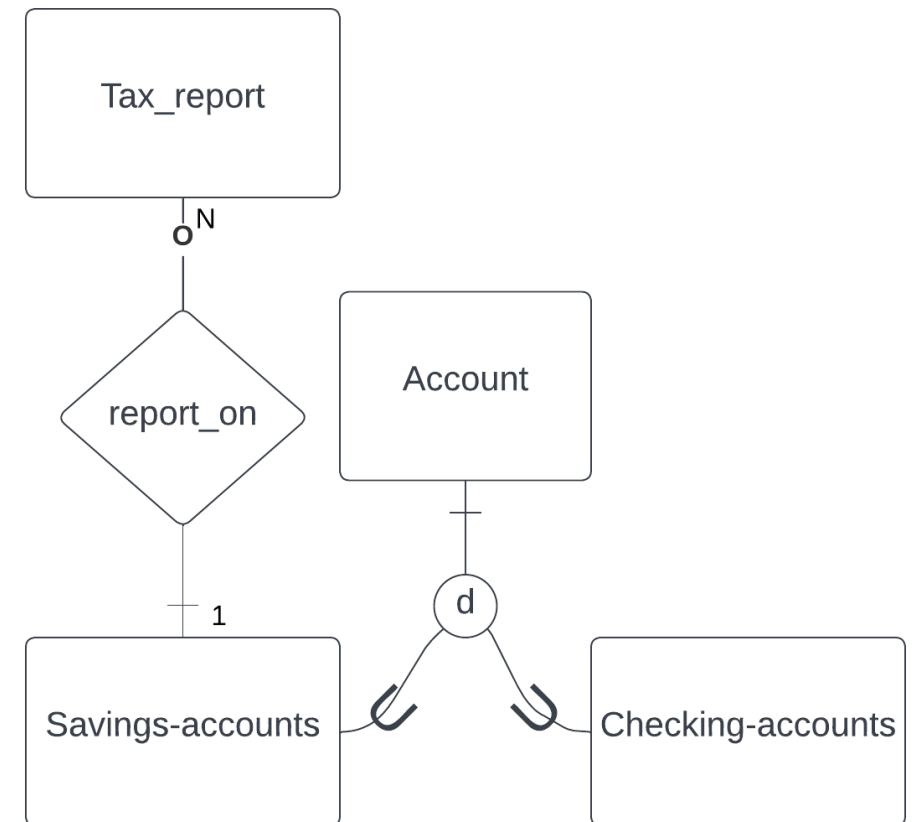 Tax_report
N
O
report_on
Account
1
d
Savings-accounts
Checking-accounts